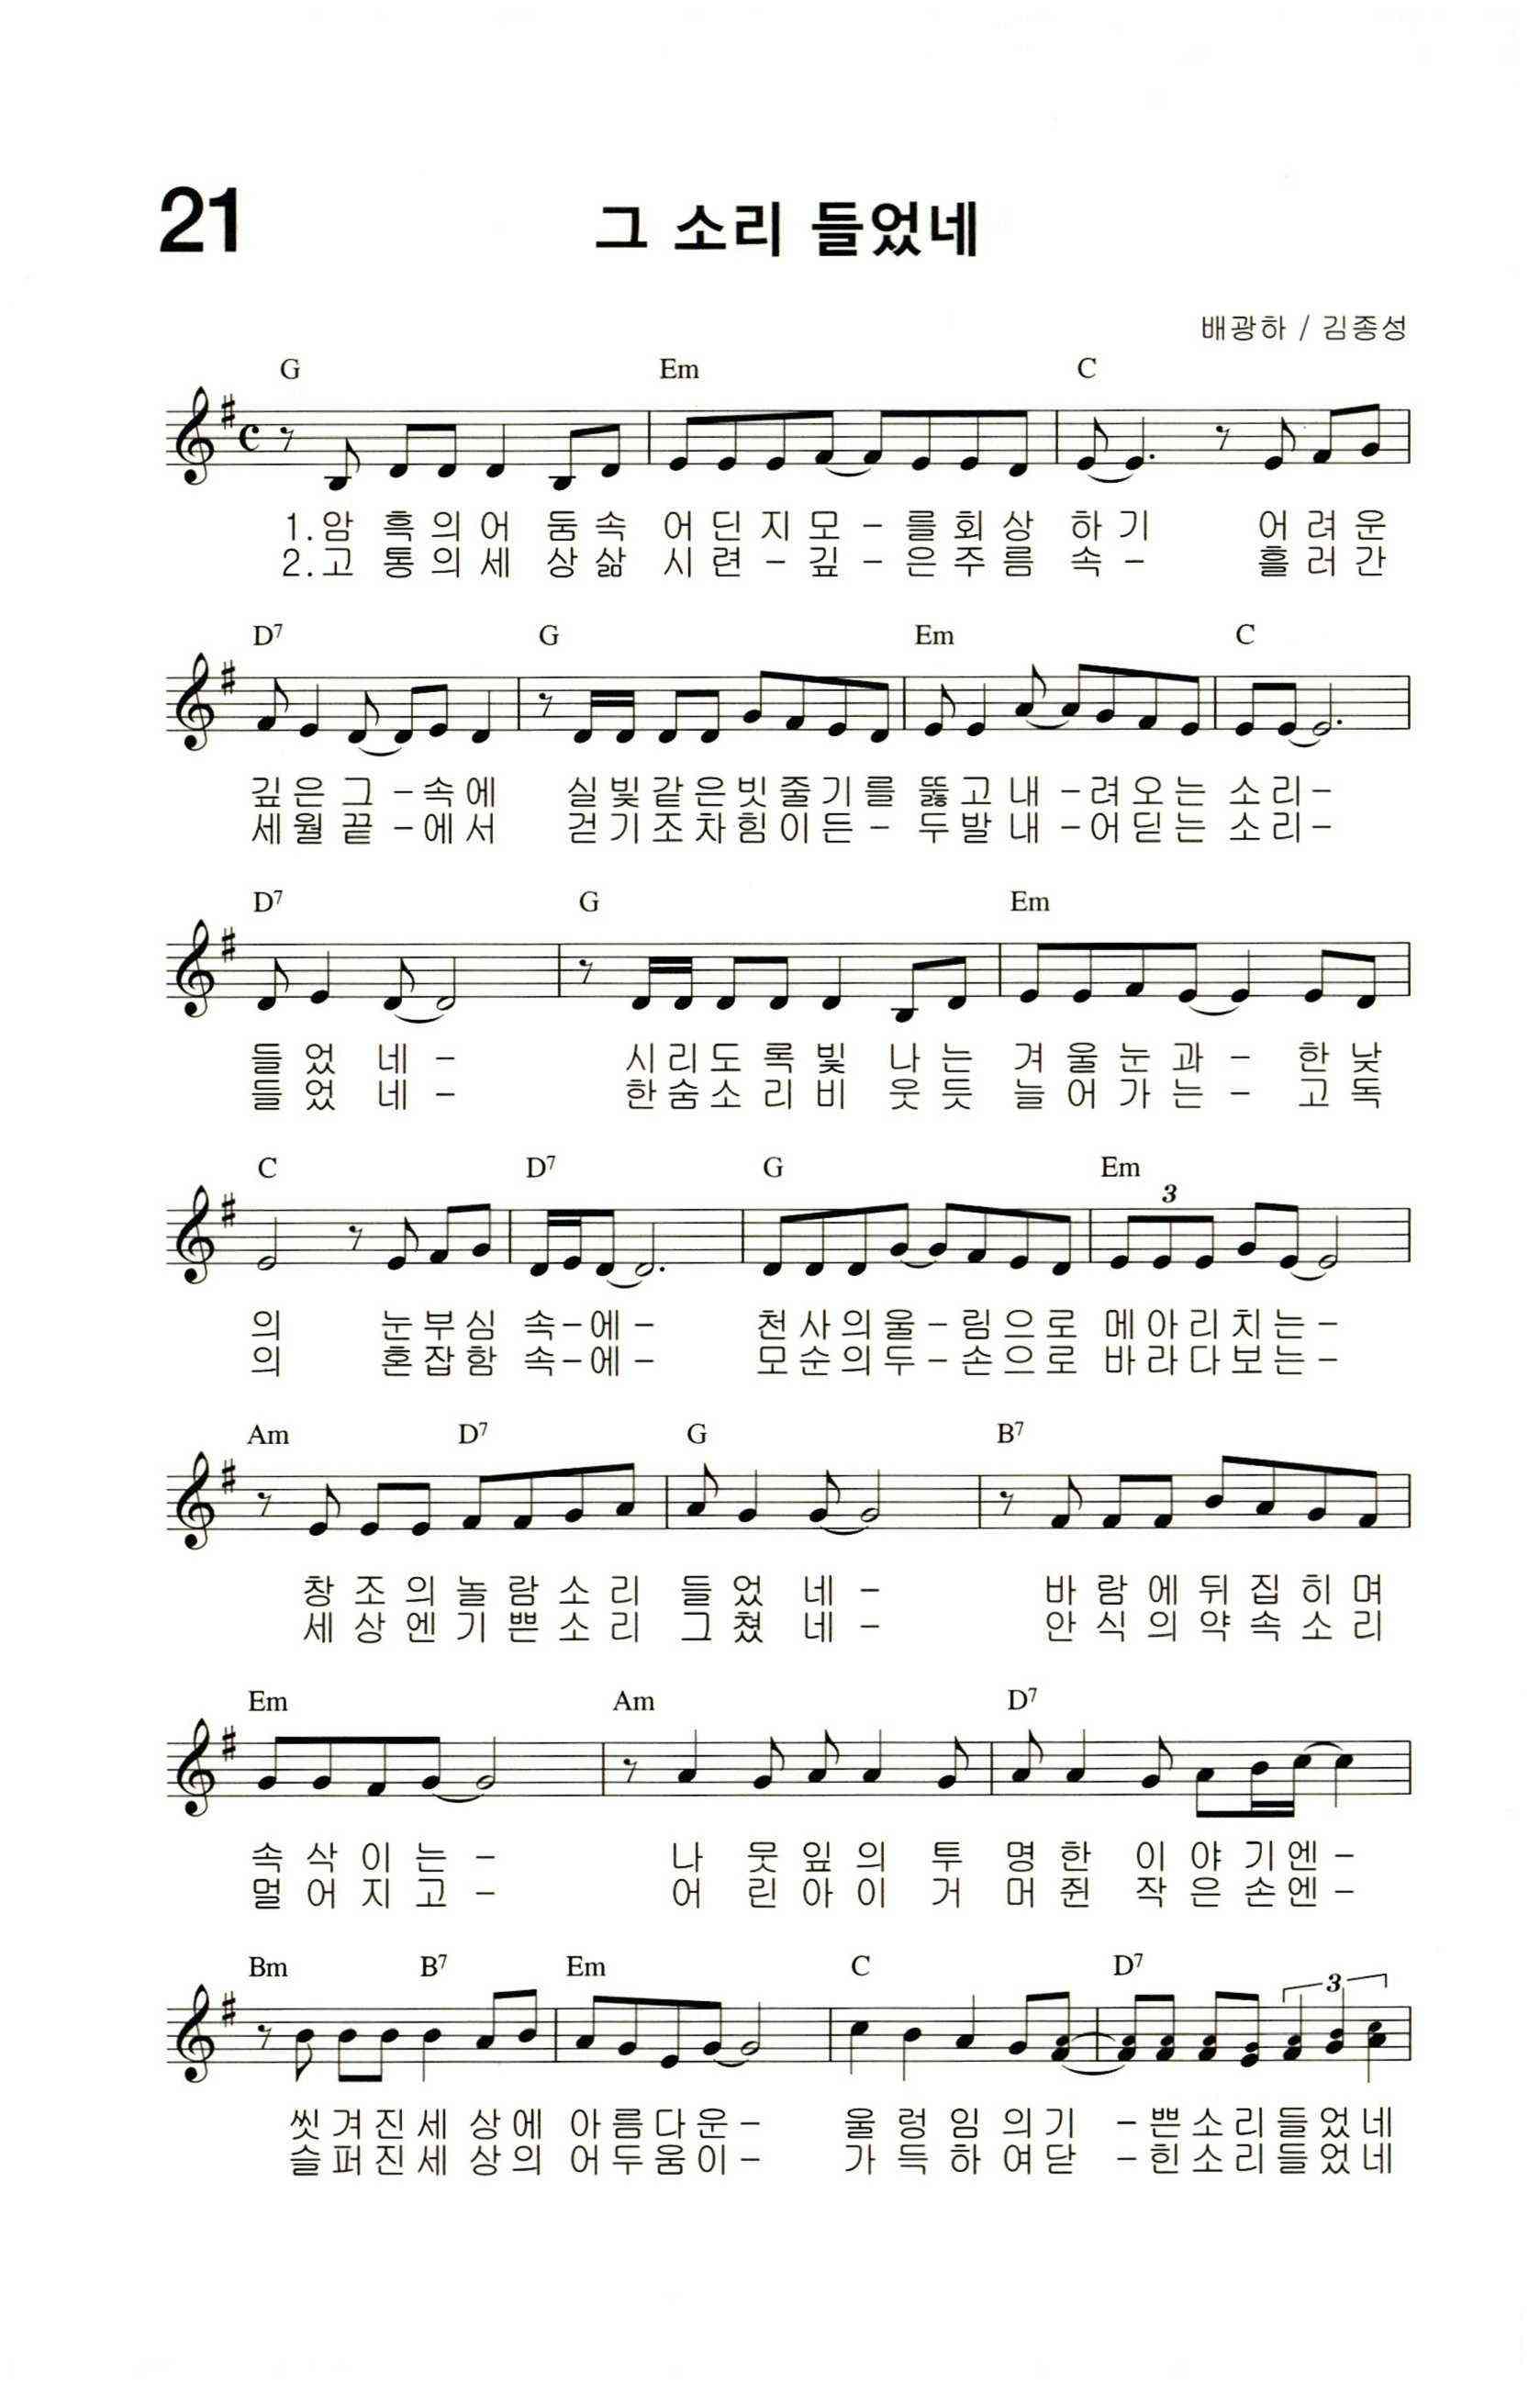 21
그 소리 들었네
배광하 / 김종성
G Em C
1.암 흑의어 둠속 어딘지모-를회상 하기 어려운
2.고 통의세 상삶 시련-깊-은주름 속- 흘러간
D7 G Em C
깊은그-속에 실빛같은빗줄기를 뚫고내-려오는 소리-
세월끝-에서 걷기조차힘이든- 두발내-어딛는 소리-
D7 G Em
들었 네- 시리도록빛 나는 겨울눈과- 한낮
들었 네- 한숨소리비 웃듯 늘어가는- 고독
C D7 G Em
3
의 눈부심 속-에- 천사의울-림으로 메아리치는-
의 혼잡함 속-에- 모순의두-손으로 바라다보는-
Am D7 G B7
창조의놀람소리 들었 네- 바람에뒤집히며
세상엔기쁜소리 그쳤 네- 안식의약속소리
Em Am D7
속삭이는- 나 뭇잎의 투 명한 이야기엔-
멀어지고- 어 린아이 거 머쥔 작은손엔-
Bm B7 Em C D7
3
씻겨진세 상에 아름다운- 울렁임의기 -쁜소리들었네
슬퍼진세 상의 어두움이- 가득하여닫 -힌소리들었네